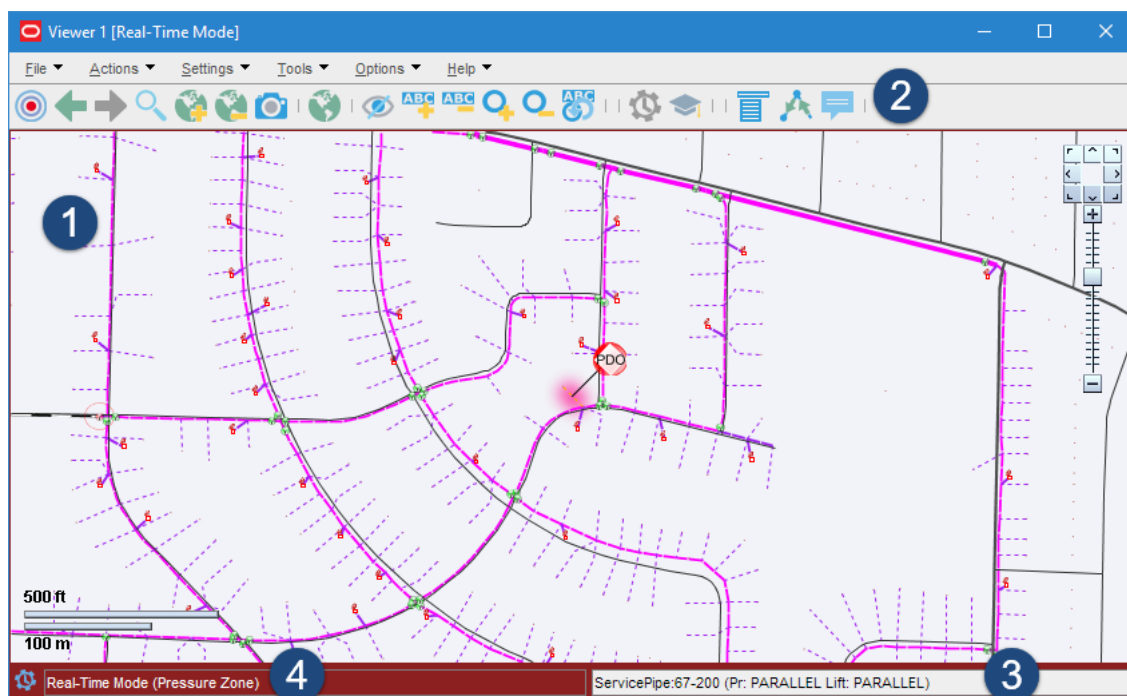 Viewer 1 [Real-Time Mode]
File Actions Settings Tools Options Help
ABC ABC ABC
2
1
PDO
500 ft
100 m
Real-Time Mode (Pressure Zone)
4
ServicePipe:67-200 (Pr: PARALLEL Lift: PARALLEL)
3